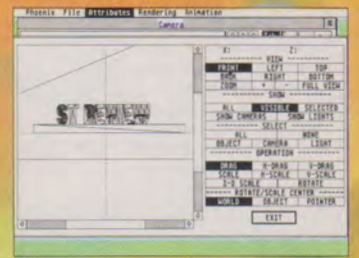 Phoenix File Attributes Rendering Animation
Camera
X: Z:
VIEW
FRONT LEFT TOP
BACK RIGHT BOTTOM
ZOOM + - FULL VIEW
SHOW
ALL VISIBLE SELECTED
SHOW CAMERAS SHOW LIGHTS
SELECT
ALL NONE
OBJECT CAMERA LIGHT
OPERATION
DRAG H-DRAG V-DRAG
SCALE H-SCALE V-SCALE
2-D SCALE ROTATE
ROTATE/SCALE CENTER
WORLD OBJECT POINTER
EXIT
ST REVIEW